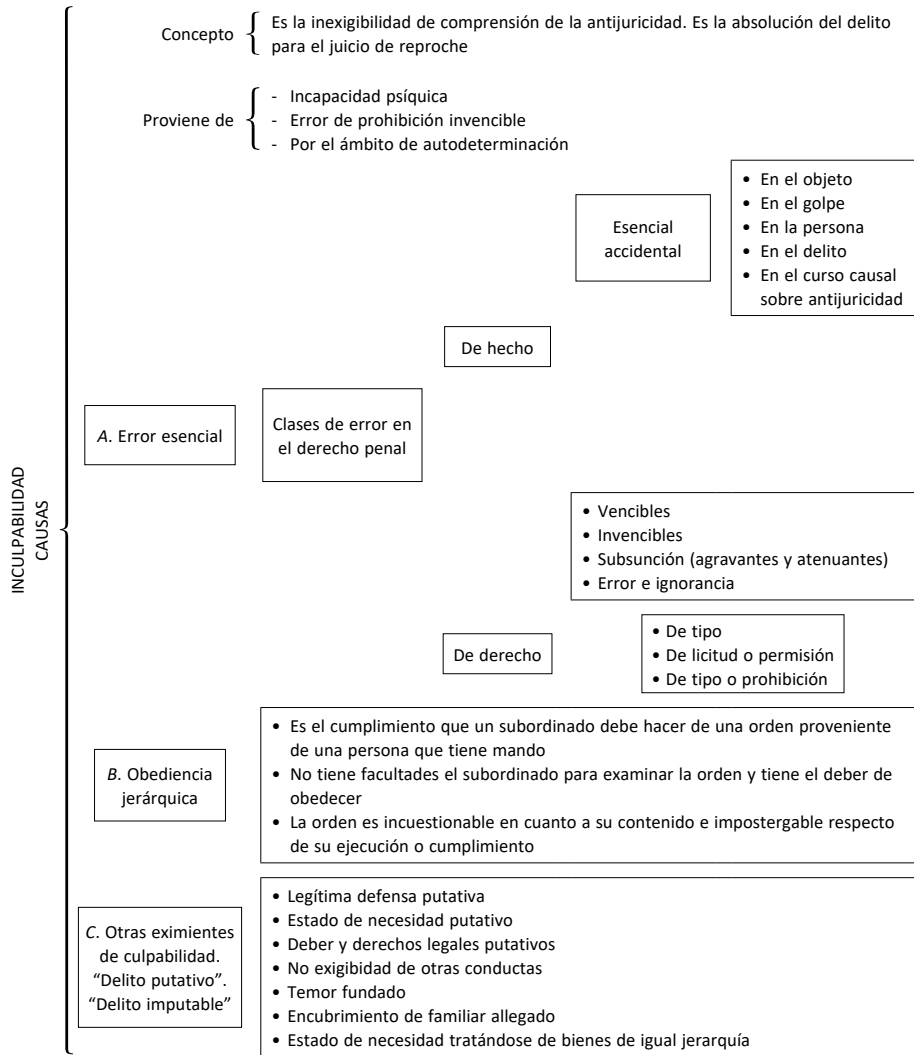 Concepto
Es la inexigibilidad de comprensión de la antijuricidad. Es la absolución del delito
para el juicio de reproche
Proviene de
- Incapacidad psíquica
- Error de prohibición invencible
- Por el ámbito de autodeterminación
INCULPABILIDAD
CAUSAS
A. Error esencial
Clases de error en
el derecho penal
De hecho
Esencial
accidental
• En el objeto
• En el golpe
• En la persona
• En el delito
• En el curso causal
sobre antijuricidad
• Vencibles
• Invencibles
• Subsunción (agravantes y atenuantes)
• Error e ignorancia
De derecho
• De tipo
• De licitud o permisión
• De tipo o prohibición
B. Obediencia
jerárquica
• Es el cumplimiento que un subordinado debe hacer de una orden proveniente
de una persona que tiene mando
• No tiene facultades el subordinado para examinar la orden y tiene el deber de
obedecer
• La orden es incuestionable en cuanto a su contenido e impostergable respecto
de su ejecución o cumplimiento
C. Otras eximientes
de culpabilidad.
“Delito putativo”.
“Delito imputable”
• Legítima defensa putativa
• Estado de necesidad putativo
• Deber y derechos legales putativos
• No exigibidad de otras conductas
• Temor fundado
• Encubrimiento de familiar allegado
• Estado de necesidad tratándose de bienes de igual jerarquía